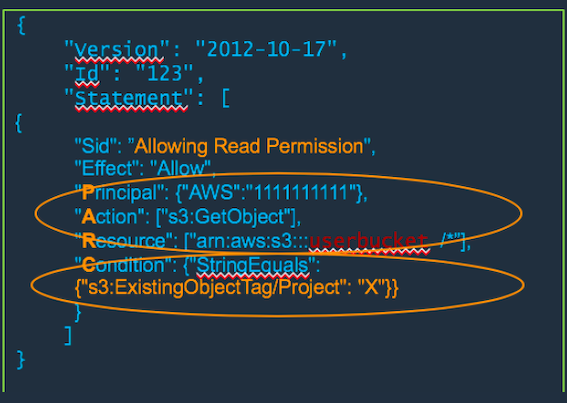 {
"Version": "2012-10-17",
"Id": "123",
"Statement": [
{
"Sid": "Allowing Read Permission",
"Effect": "Allow",
"Principal": {"AWS":"1111111111"},
"Action": ["s3:GetObject"],
"Resource": ["arn:aws:s3:::userbucket /*"],
"Condition": {"StringEquals":
{"s3:ExistingObjectTag/Project": "X"}}
}
]
}